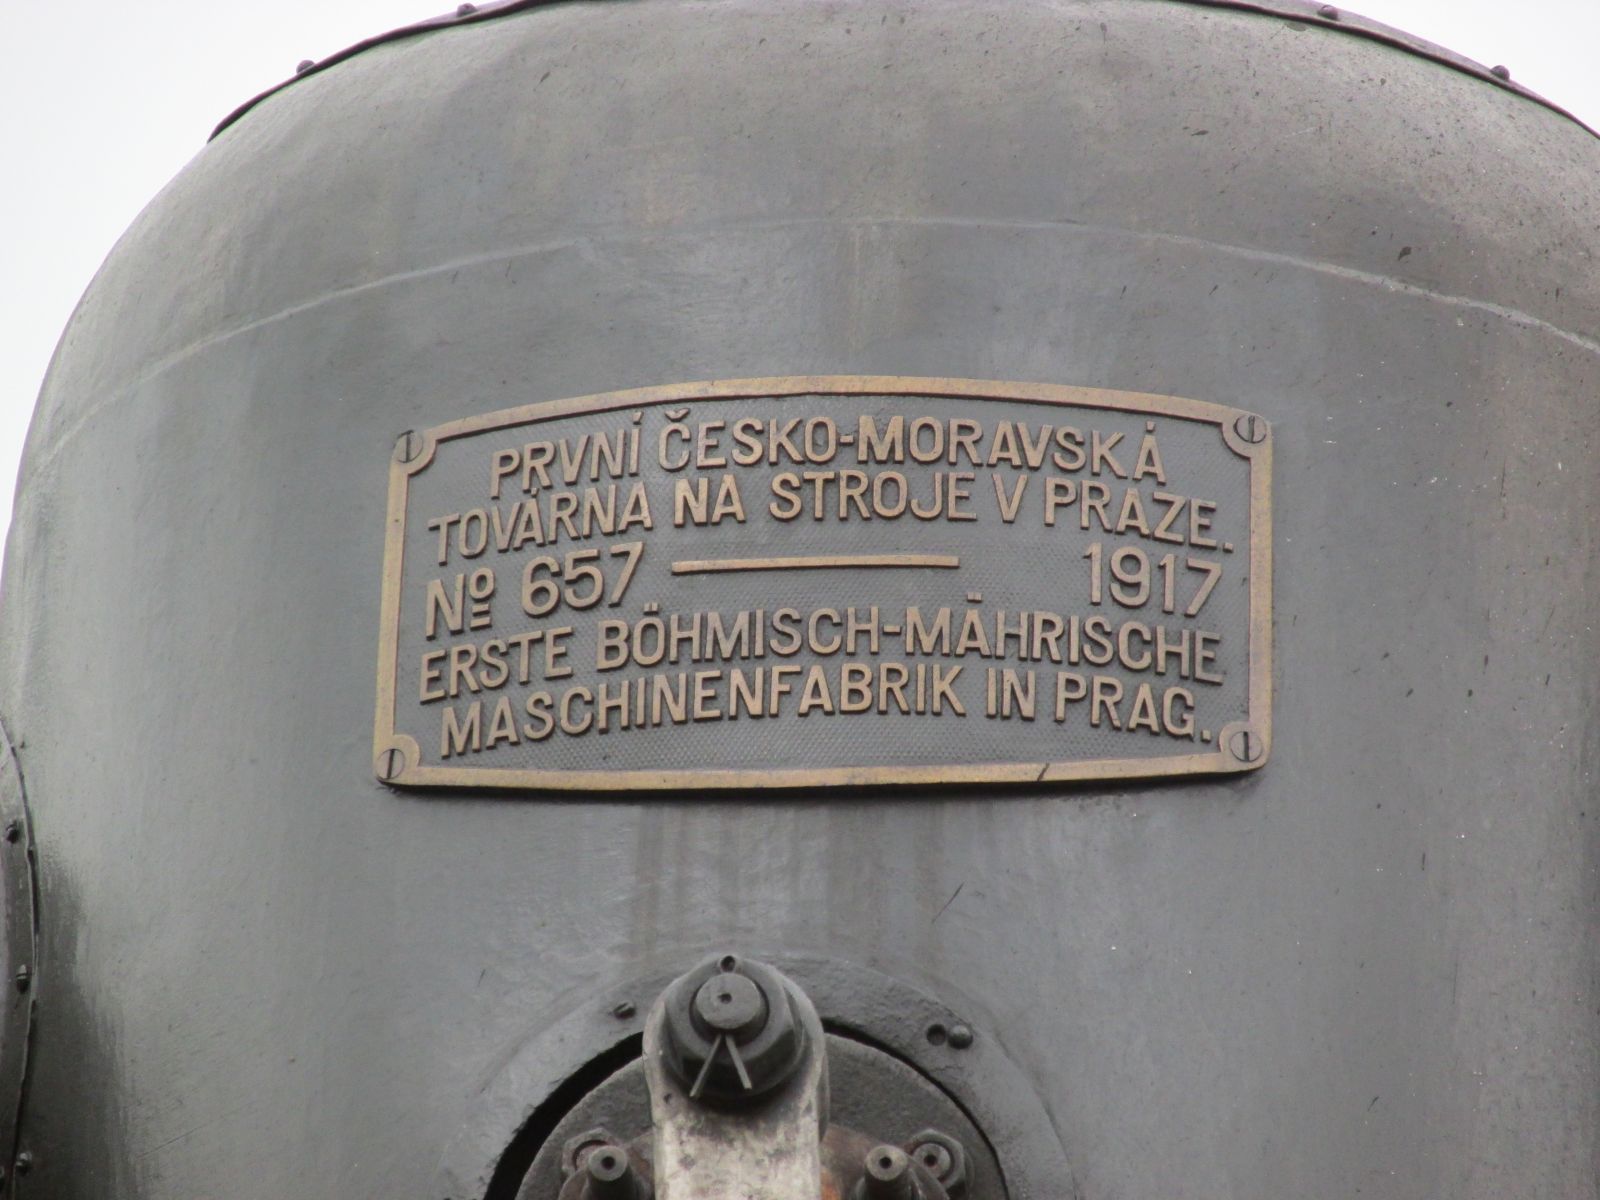 PRVNÍ ČESKO-MORAVSKÁ
TOVÁRNA NA STROJE V PRAZE.
№ 657 — 1917
ERSTE BÖHMISCH-MÄHRISCHE
MASCHINENFABRIK IN PRAG.